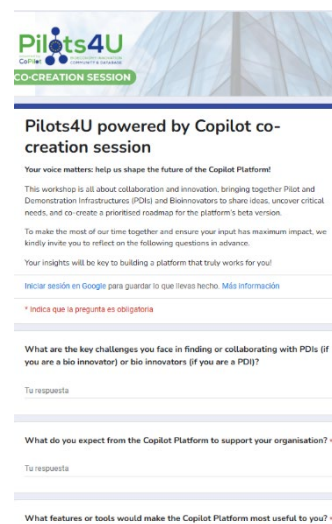 Pilots4U
CoPilot
CO-CREATION SESSION
Pilots4U powered by Copilot co-
creation session
Your voice matters: help us shape the future of the Copilot Platform!
This workshop is all about collaboration and innovation, bringing together Pilot and
Demonstration Infrastructures (PDIs) and Bioinnovators to share ideas, uncover critical
needs, and co-create a prioritised roadmap for the platform's beta version.
To make the most of our time together and ensure your input has maximum impact, we
kindly invite you to reflect on the following questions in advance.
Your insights will be key to building a platform that truly works for you!
Iniciar sesión en Google para guardar lo que llevas hecho. Más información
* Indica que la pregunta es obligatoria
What are the key challenges you face in finding or collaborating with PDIs (if
you are a bio innovator) or bio innovators (if you are a PDI)?
Tu respuesta
What do you expect from the Copilot Platform to support your organisation? *
Tu respuesta
What features or tools would make the Copilot Platform most useful to you? *